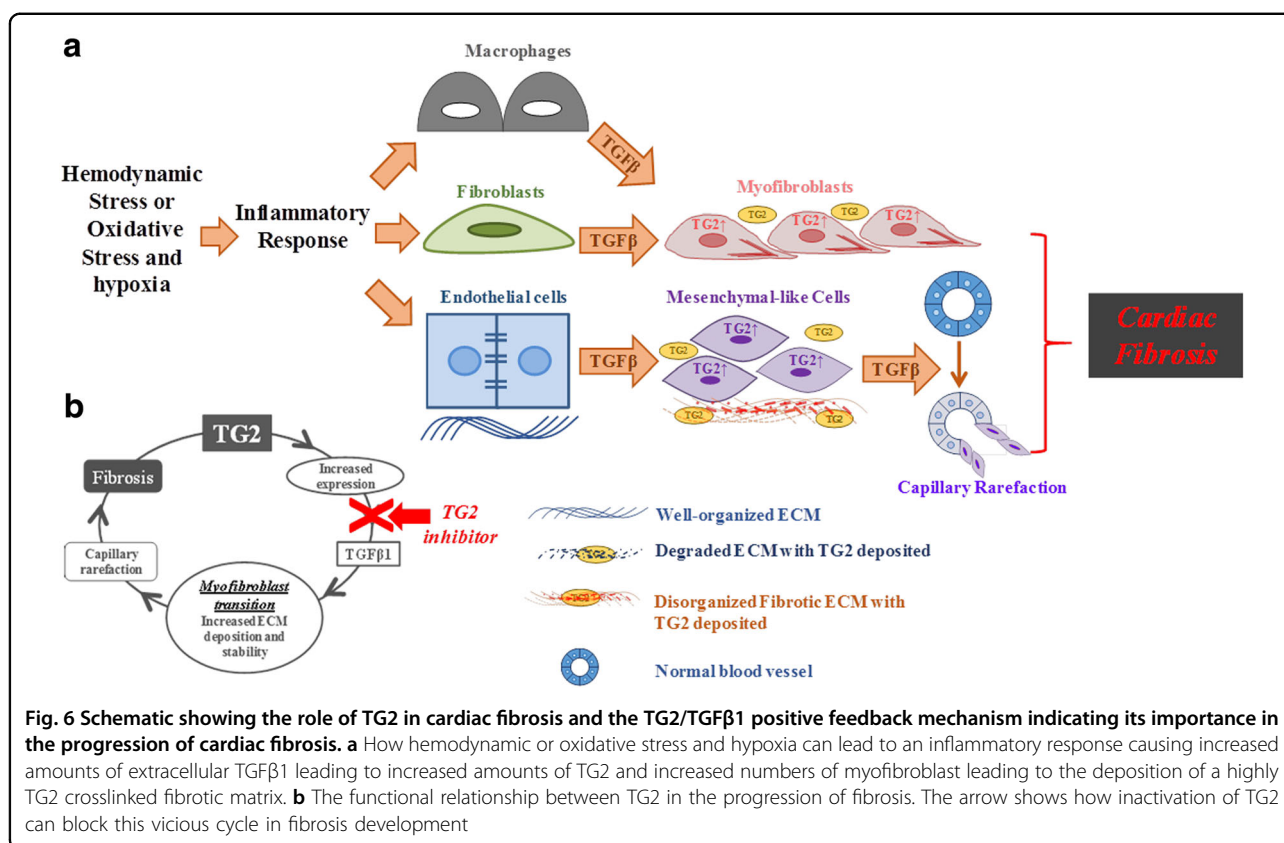 a
Macrophages
TGFβ
Hemodynamic
Stress or
Oxidative
Stress and
hypoxia
Inflammatory
Response
Fibroblasts
TGFβ
Myofibroblasts
TG2
TG2
TG2↑
TG2↑
TG2↑
Endothelial cells
TGFβ
Mesenchymal-like Cells
TG2↑
TG2
TG2
TG2↑
TG2↑
TG2
TG2
TGFβ
Capillary Rarefaction
Cardiac
Fibrosis
b
TG2
Increased
expression
TG2
inhibitor
TGFβ1
Myofibroblast
transition
Increased ECM
deposition and
stability
Capillary
rarefaction
Fibrosis
Well-organized ECM
TG2
Degraded ECM with TG2 deposited
TG2
Disorganized Fibrotic ECM with
TG2 deposited
Normal blood vessel
Fig. 6 Schematic showing the role of TG2 in cardiac fibrosis and the TG2/TGFβ1 positive feedback mechanism indicating its importance in
the progression of cardiac fibrosis. a How hemodynamic or oxidative stress and hypoxia can lead to an inflammatory response causing increased
amounts of extracellular TGFβ1 leading to increased amounts of TG2 and increased numbers of myofibroblast leading to the deposition of a highly
TG2 crosslinked fibrotic matrix. b The functional relationship between TG2 in the progression of fibrosis. The arrow shows how inactivation of TG2
can block this vicious cycle in fibrosis development